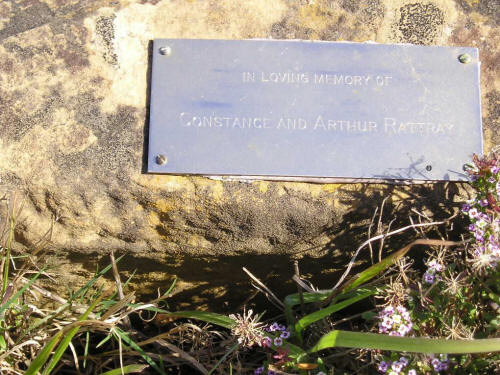 IN LOVING MEMORY OF
CONSTANCE AND ARTHUR RATTRAY